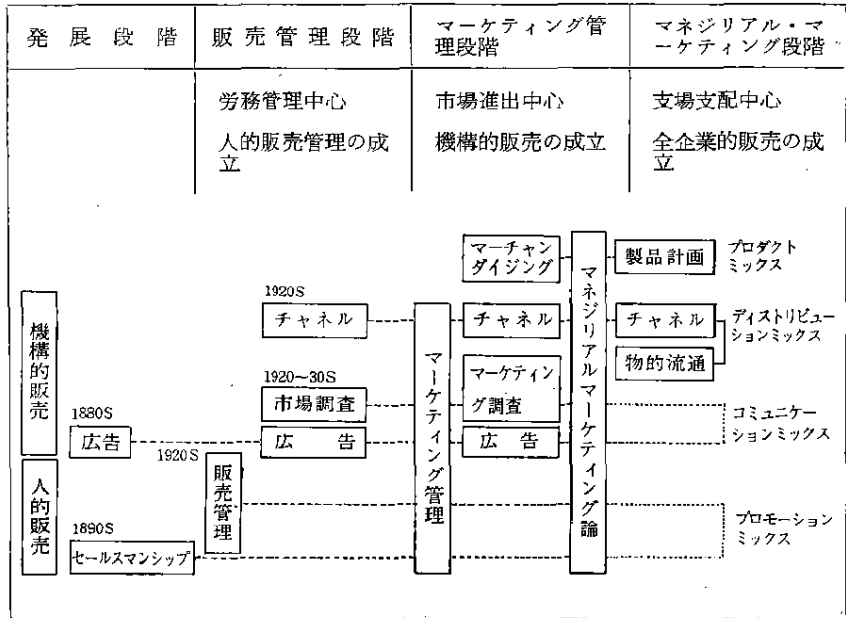 発展段階
販売管理段階
マーケティング管
理段階
マネジリアル・マ
ーケティング段階
労務管理中心
人的販売管理の成
立
市場進出中心
機構的販売の成立
支場支配中心
全企業的販売の成
立
機構的販売
人的販売
1880S
広告
1890S
セールスマンシップ
1920S
販売管理
1920S
チャネル
1920~30S
市場調査
広告
マーケティング管理
マーチャン
ダイジング
チャネル
マーケティン
グ調査
広告
マネジリアルマーケティング論
製品計画
チャネル
物的流通
プロダクト
ミックス
ディストリビュー
ションミックス
コミュニケー
ションミックス
プロモーション
ミックス